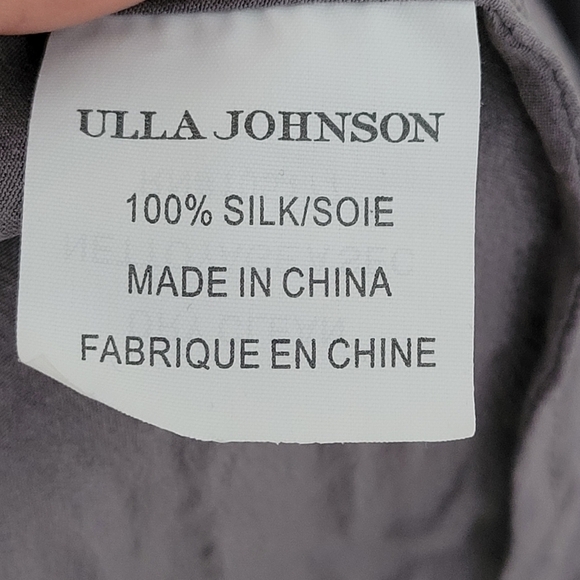 ULLA JOHNSON
100% SILK/SOIE
MADE IN CHINA
FABRIQUE EN CHINE